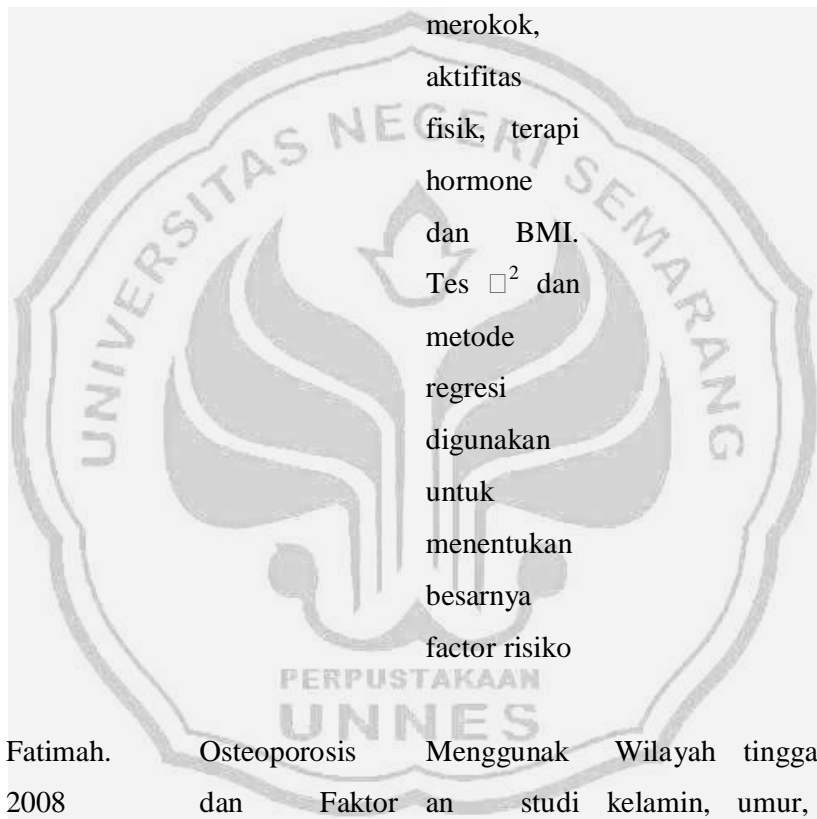 merokok,
aktifitas
fisik, terapi
hormone
dan BMI.
Tes □² dan
metode
regresi
digunakan
untuk
menentukan
besarnya
factor risiko
UNIVERSITAS NEGERI SEMARANG
PERPUSTAKAAN
UNNES
Fatimah. Osteoporosis Menggunak Wilayah tingga
2008 dan Faktor an studi kelamin, umur,